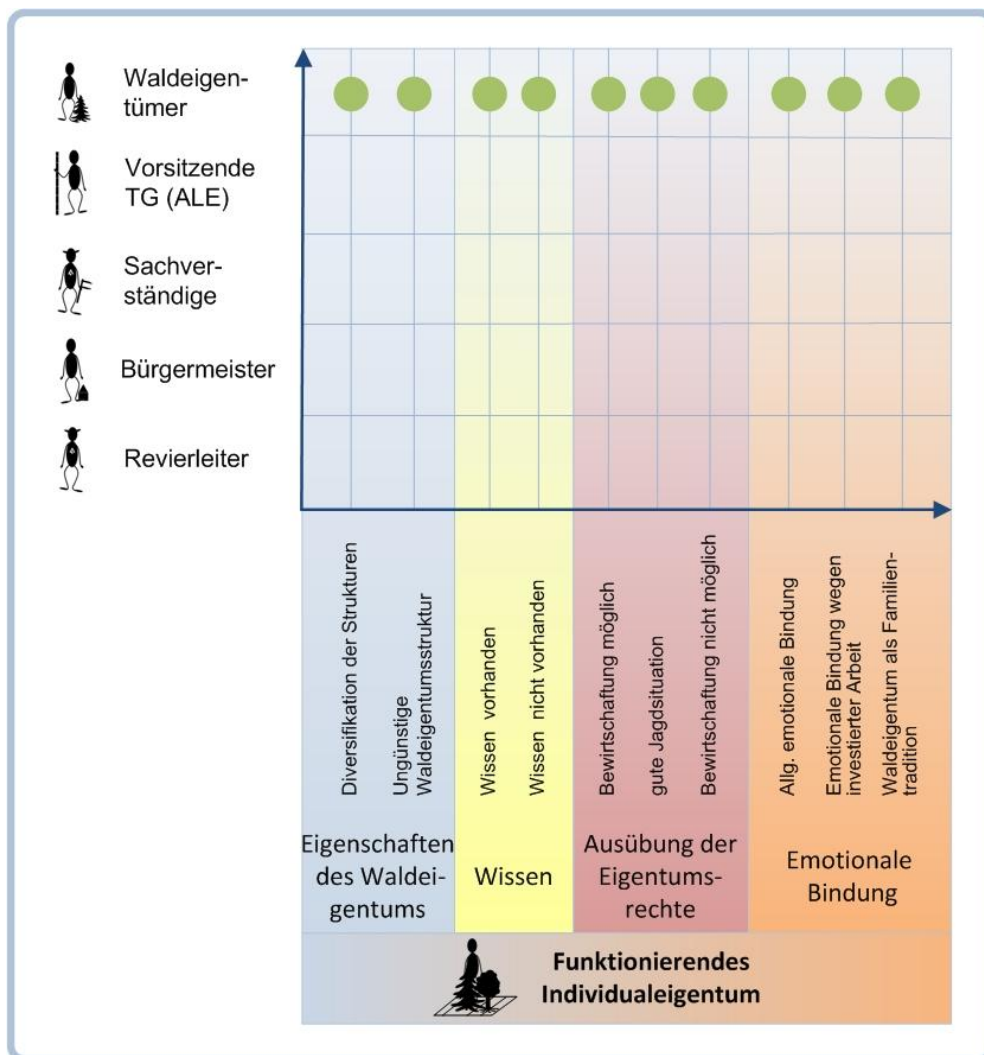 Waldeigen-
tümer
Vorsitzende
TG (ALE)
Sachver-
ständige
Bürgermeister
Revierleiter
Diversifikation der Strukturen
Ungünstige
Waldeigentumsstruktur
Wissen vorhanden
Wissen nicht vorhanden
Bewirtschaftung möglich
gute Jagdsituation
Bewirtschaftung nicht möglich
Allg. emotionale Bindung
Emotionale Bindung wegen
investierter Arbeit
Waldeigentum als Familien-
tradition
Eigenschaften
des Waldei-
gentums
Wissen
Ausübung der
Eigentums-
rechte
Emotionale
Bindung
Funktionierendes
Individualeigentum